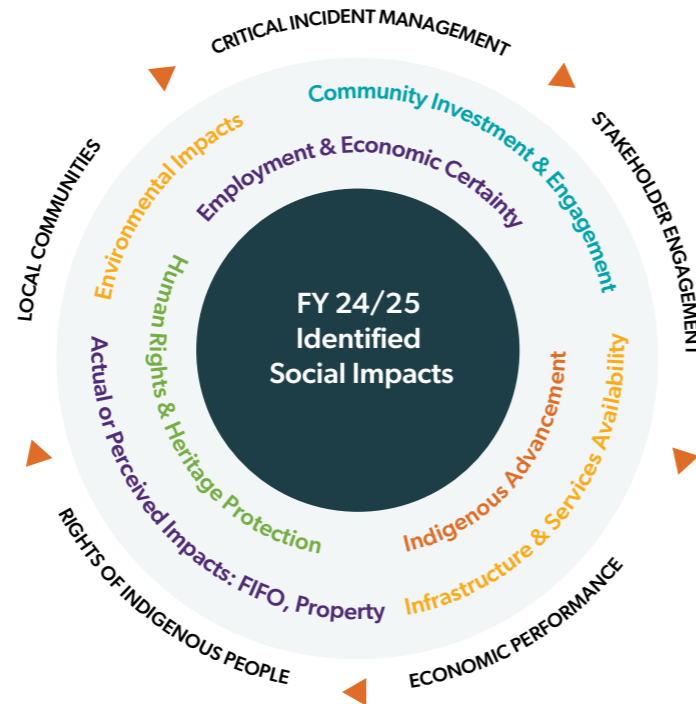 CRITICAL INCIDENT MANAGEMENT
STAKEHOLDER ENGAGEMENT
ECONOMIC PERFORMANCE
RIGHTS OF INDIGENOUS PEOPLE
LOCAL COMMUNITIES
Community Investment & Engagement
Infrastructure & Services Availability
Actual or Perceived Impacts: FIFO, Property
Environmental Impacts
Employment & Economic Certainty
Indigenous Advancement
Human Rights & Heritage Protection
FY 24/25
Identified
Social Impacts